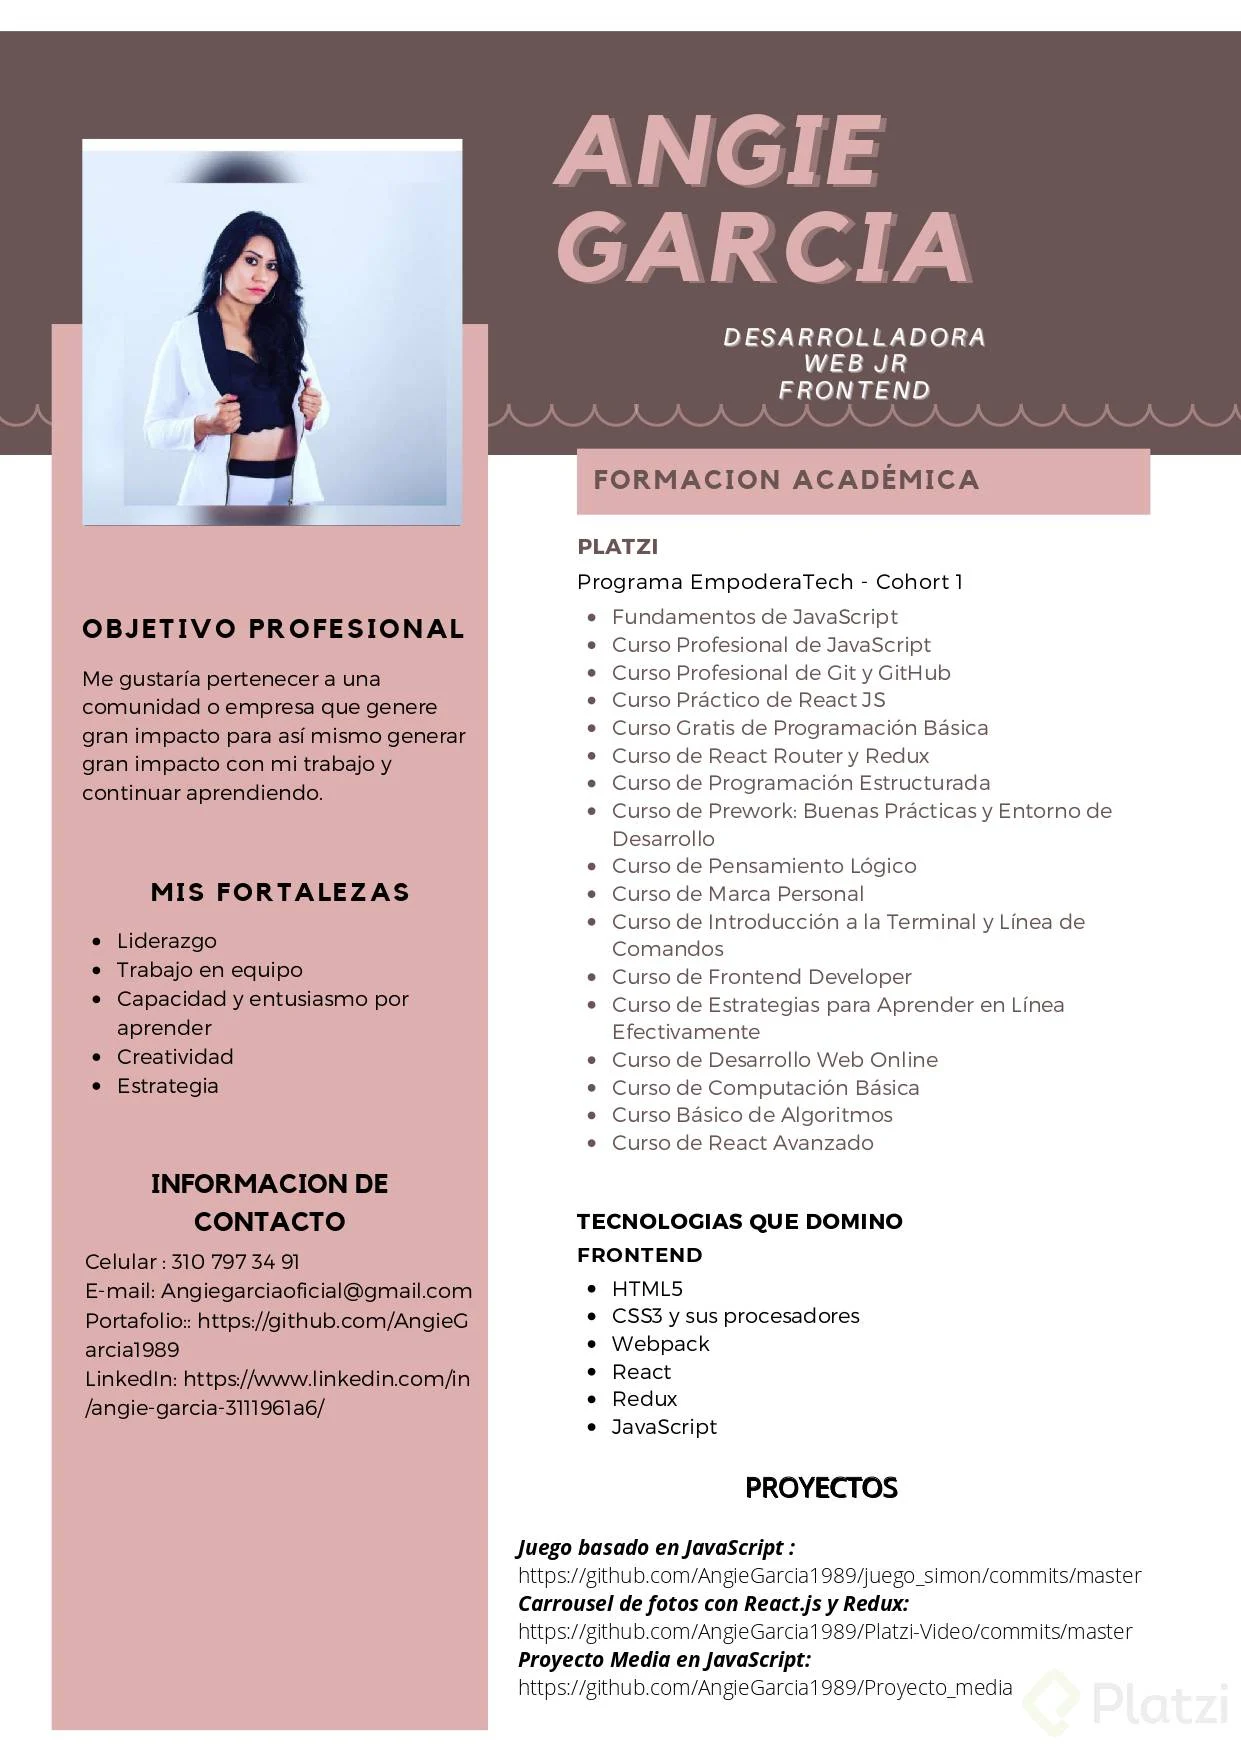 ANGIE
GARCIA
DESARROLLADORA
WEB JR
FRONTEND
OBJETIVO PROFESIONAL
Me gustaría pertenecer a una
comunidad o empresa que genere
gran impacto para así mismo generar
gran impacto con mi trabajo y
continuar aprendiendo.
MIS FORTALEZAS
Liderazgo
Trabajo en equipo
Capacidad y entusiasmo por
aprender
Creatividad
Estrategia
INFORMACION DE
CONTACTO
Celular : 310 797 34 91
E-mail: Angiegarciaoficial@gmail.com
Portafolio:: https://github.com/AngieG
arcia1989
LinkedIn: https://www.linkedin.com/in
/angie-garcia-3111961a6/
FORMACION ACADÉMICA
PLATZI
Programa EmpoderaTech - Cohort 1
Fundamentos de JavaScript
Curso Profesional de JavaScript
Curso Profesional de Git y GitHub
Curso Práctico de React JS
Curso Gratis de Programación Básica
Curso de React Router y Redux
Curso de Programación Estructurada
Curso de Prework: Buenas Prácticas y Entorno de
Desarrollo
Curso de Pensamiento Lógico
Curso de Marca Personal
Curso de Introducción a la Terminal y Línea de
Comandos
Curso de Frontend Developer
Curso de Estrategias para Aprender en Línea
Efectivamente
Curso de Desarrollo Web Online
Curso de Computación Básica
Curso Básico de Algoritmos
Curso de React Avanzado
TECNOLOGIAS QUE DOMINO
FRONTEND
HTML5
CSS3 y sus procesadores
Webpack
React
Redux
JavaScript
PROYECTOS
Juego basado en JavaScript :
https://github.com/AngieGarcia1989/juego_simon/commits/master
Carrousel de fotos con React.js y Redux:
https://github.com/AngieGarcia1989/Platzi-Video/commits/master
Proyecto Media en JavaScript:
https://github.com/AngieGarcia1989/Proyecto_media
Platzi